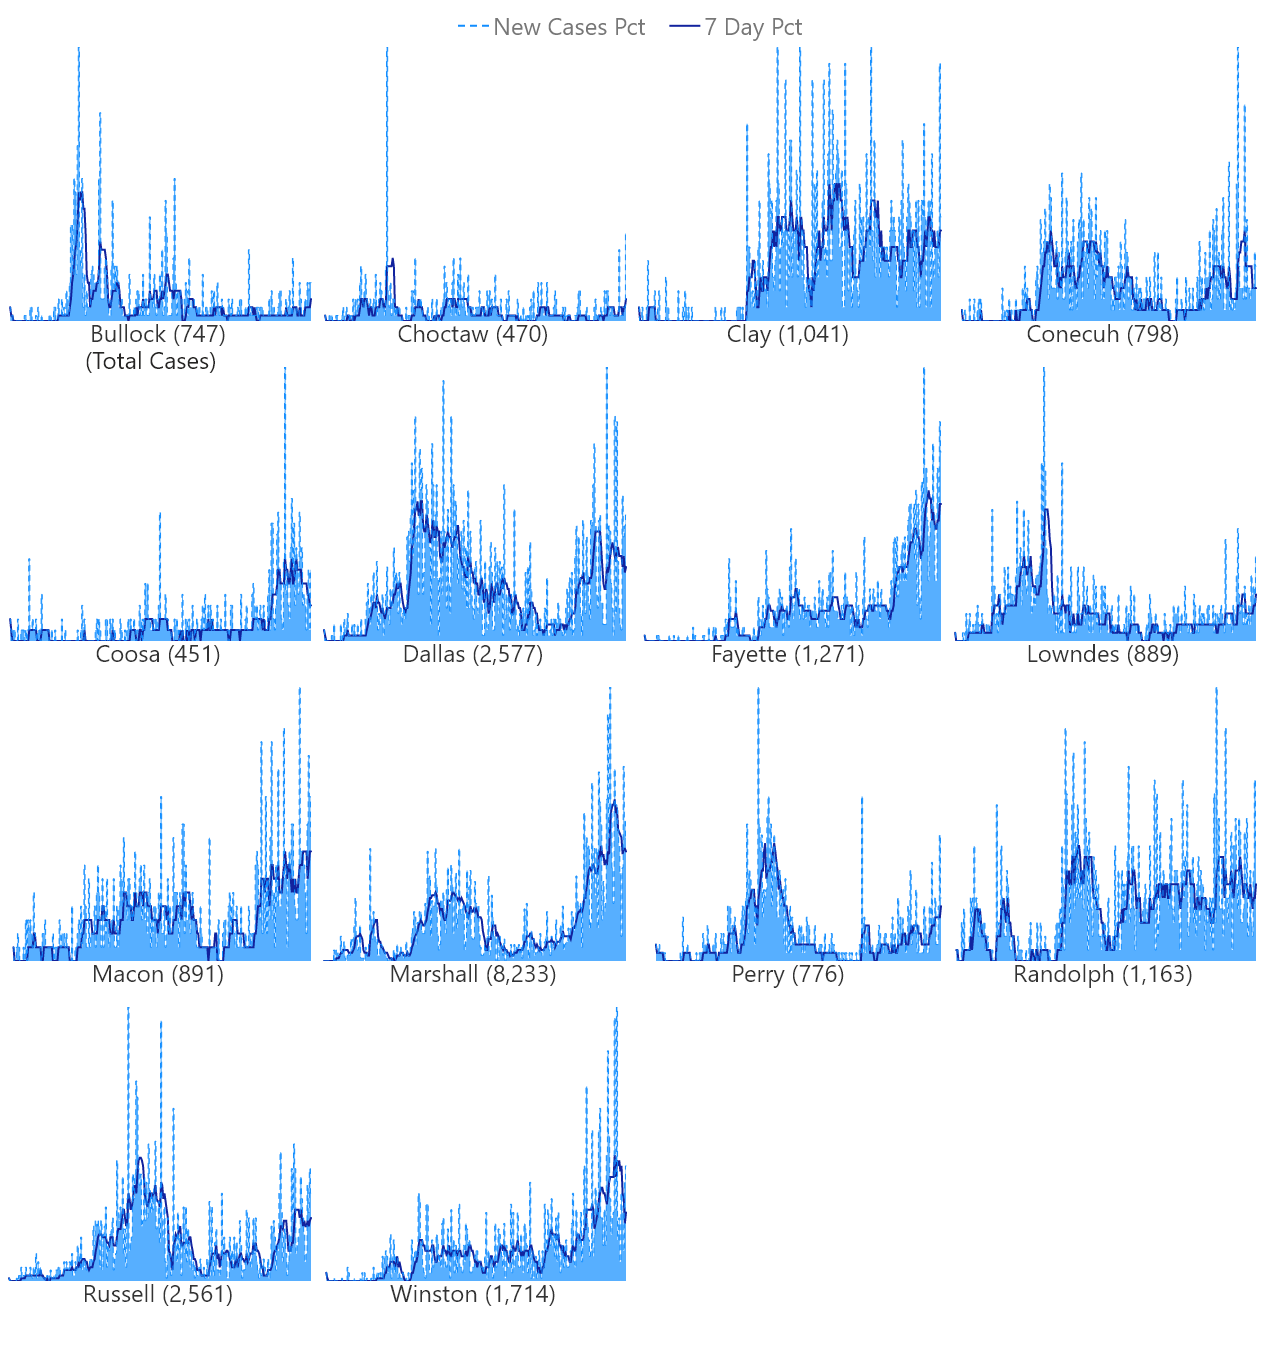 New Cases Pct 7 Day Pct
Bullock (747) Choctaw (470) Clay (1,041) Conecuh (798)
(Total Cases)
Coosa (451) Dallas (2,577) Fayette (1,271) Lowndes (889)
Macon (891) Marshall (8,233) Perry (776) Randolph (1,163)
Russell (2,561) Winston (1,714)